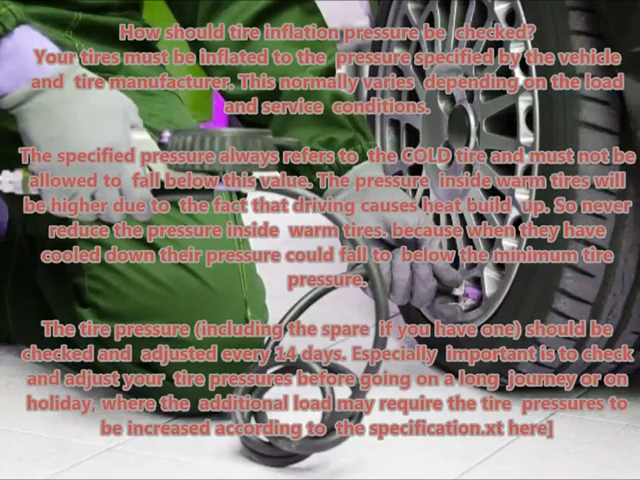 How should tire inflation pressure be checked?
Your tires must be inflated to the pressure specified by the vehicle
and tire manufacturer. This normally varies depending on the load
and service conditions.
The specified pressure always refers to the COLD tire and must not be
allowed to fall below this value. The pressure inside warm tires will
be higher due to the fact that driving causes heat build up. So never
reduce the pressure inside warm tires. because when they have
cooled down their pressure could fall to below the minimum tire
pressure.
The tire pressure (including the spare if you have one) should be
checked and adjusted every 14 days. Especially important is to check
and adjust your tire pressures before going on a long journey or on
holiday, where the additional load may require the tire pressures to
be increased according to the specification.xt here]